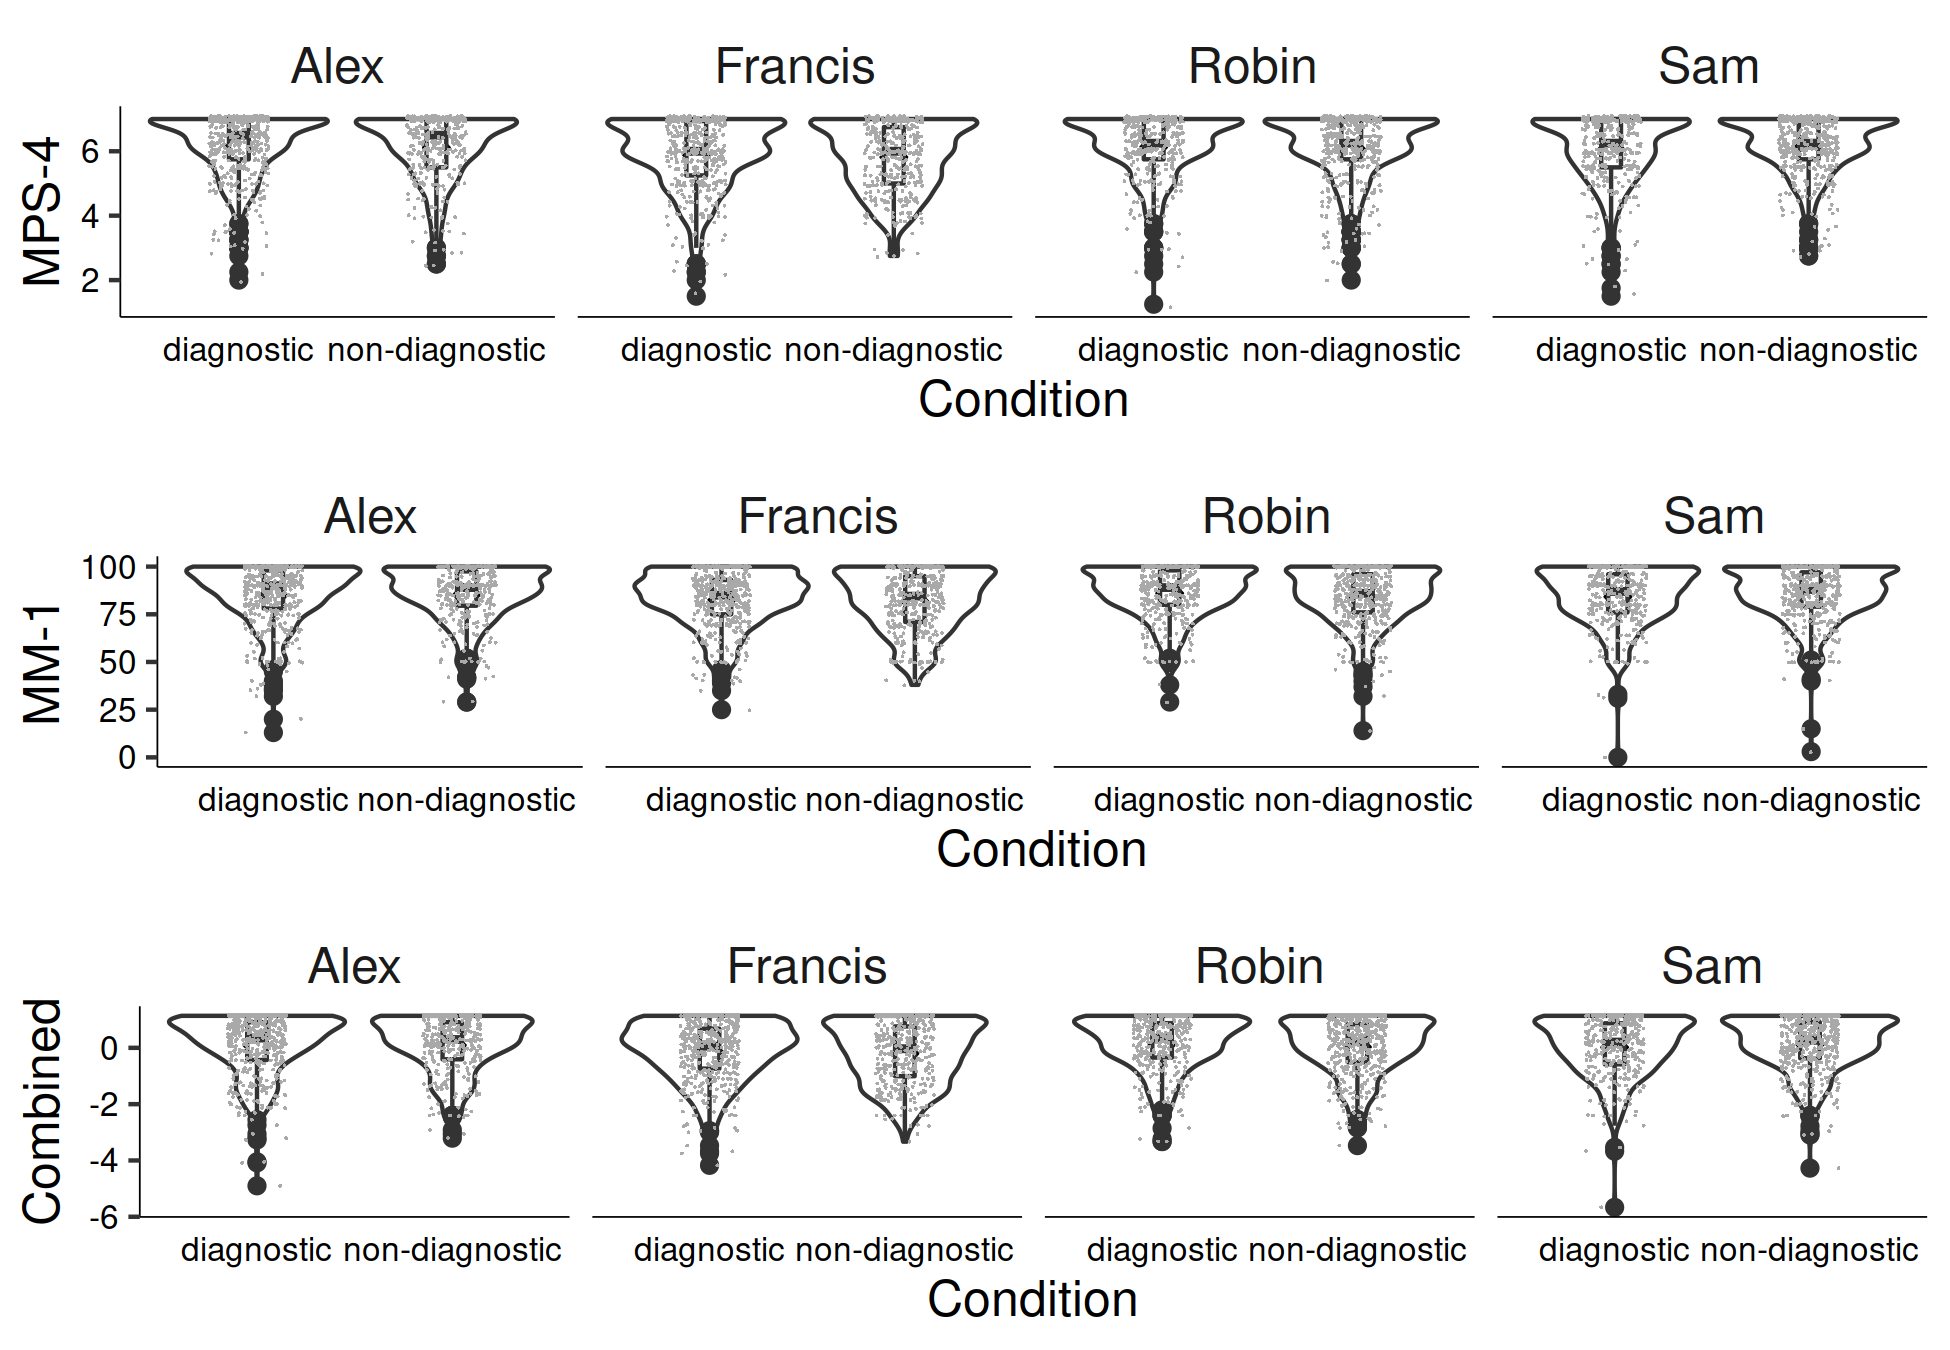 Alex Francis Robin Sam
MPS-4
6
4
2
diagnostic non-diagnostic diagnostic non-diagnostic diagnostic non-diagnostic diagnostic non-diagnostic
Condition
Alex Francis Robin Sam
MM-1
100
75
50
25
0
diagnostic non-diagnostic diagnostic non-diagnostic diagnostic non-diagnostic diagnostic non-diagnostic
Condition
Alex Francis Robin Sam
Combined
0
-2
-4
-6
diagnostic non-diagnostic diagnostic non-diagnostic diagnostic non-diagnostic diagnostic non-diagnostic
Condition